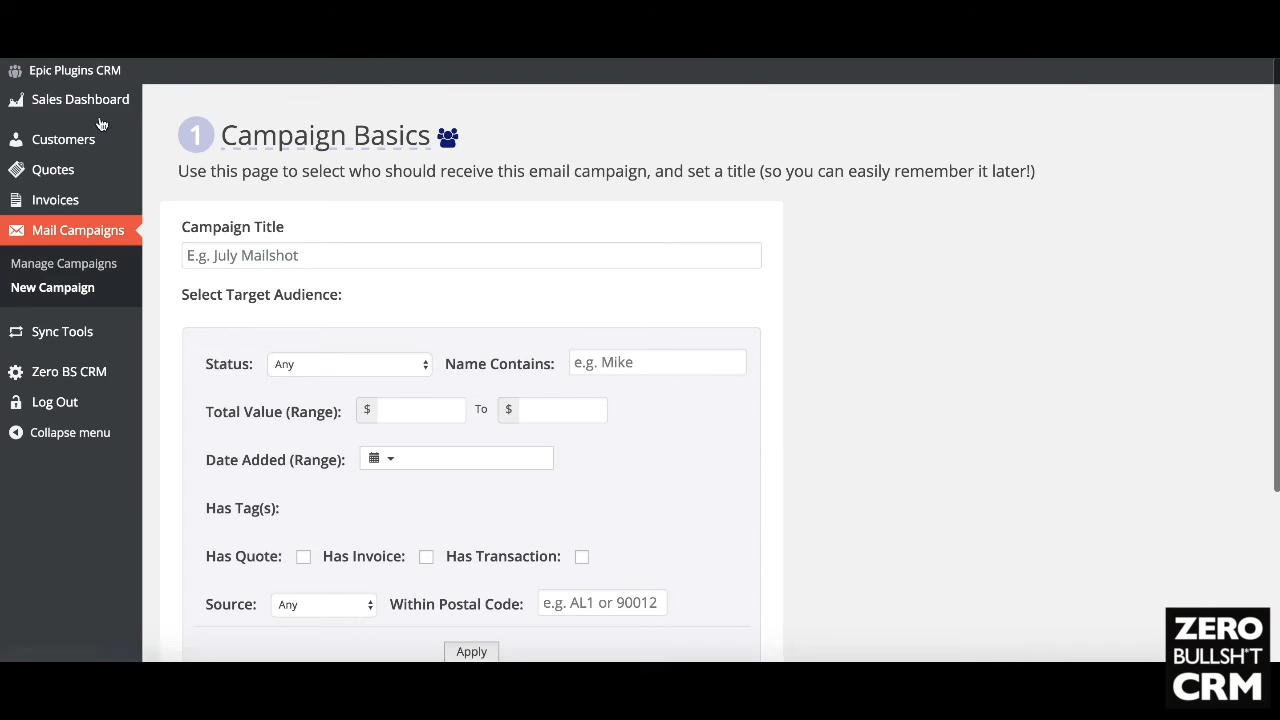 Epic Plugins CRM
Sales Dashboard
Customers
Quotes
Invoices
Mail Campaigns
Manage Campaigns
New Campaign
Sync Tools
Zero BS CRM
Log Out
Collapse menu
1 Campaign Basics
Use this page to select who should receive this email campaign, and set a title (so you can easily remember it later!)
Campaign Title
E.g. July Mailshot
Select Target Audience:
Status: Any Name Contains: e.g. Mike
Total Value (Range): $ To $
Date Added (Range):
Has Tag(s):
Has Quote: Has Invoice: Has Transaction:
Source: Any Within Postal Code: e.g. AL1 or 90012
Apply
ZERO
BULLSH*T
CRM